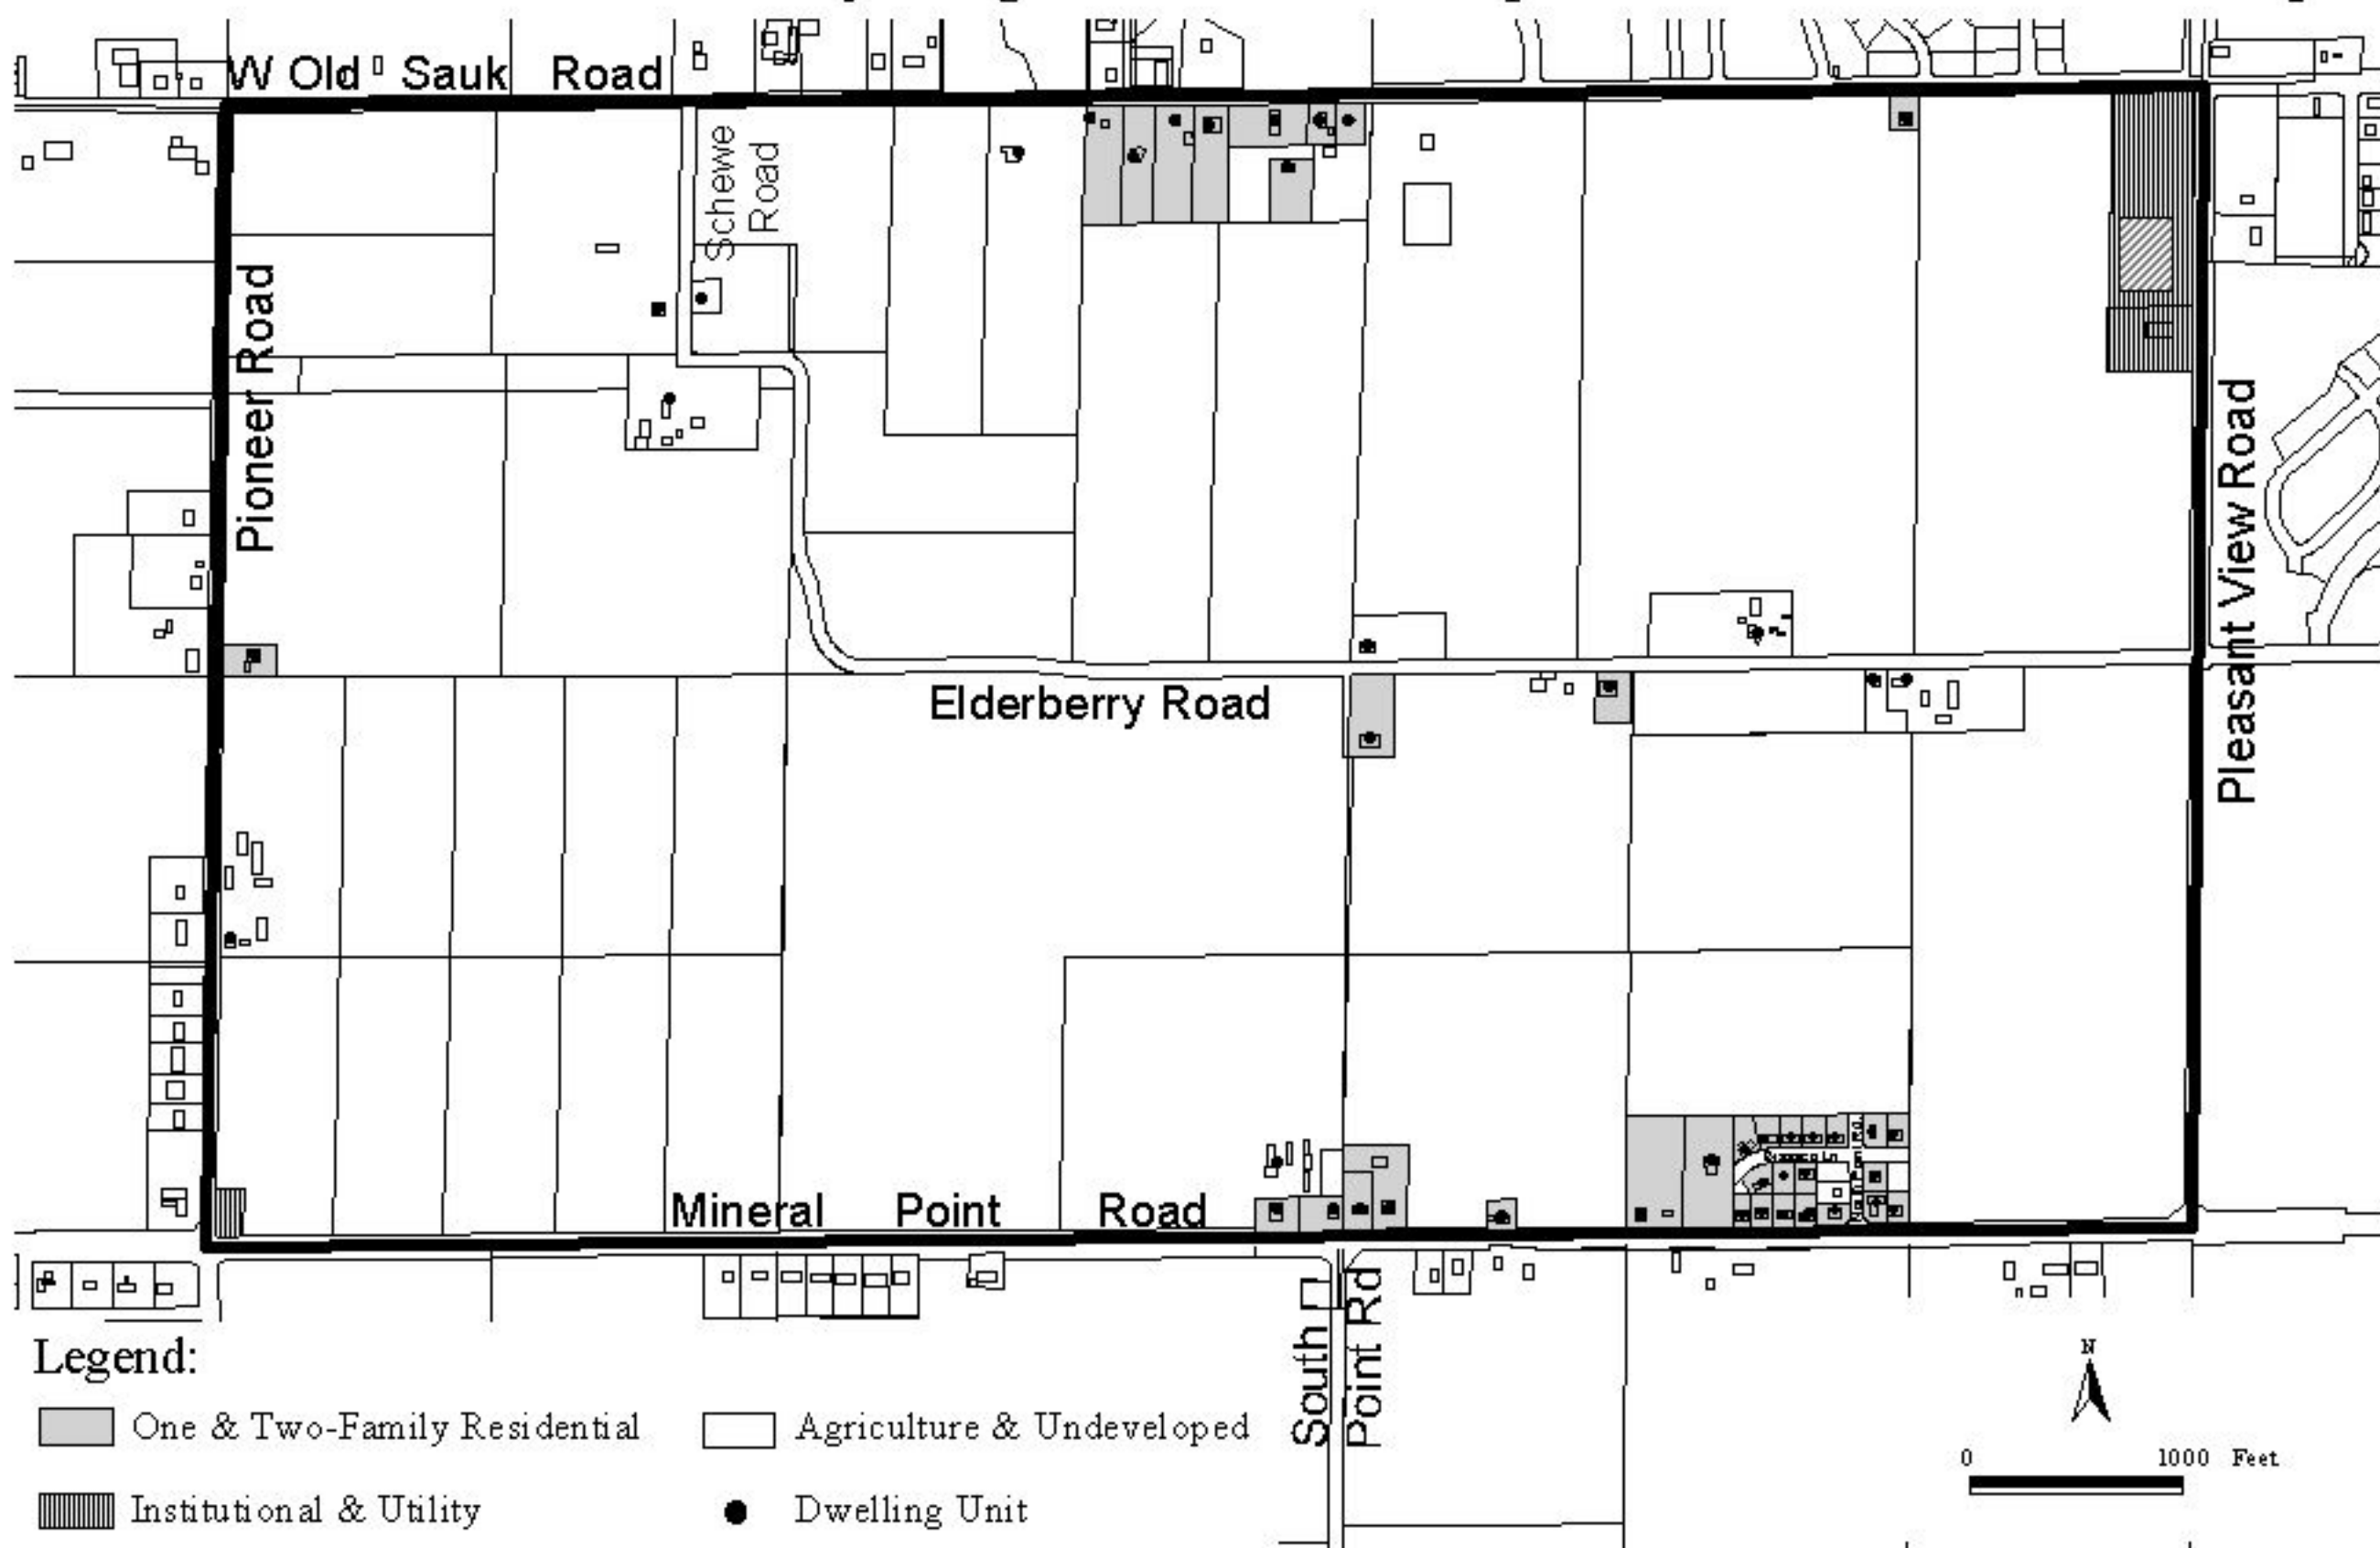 W Old Sauk Road
Schewe
Road
Pioneer Road
Pleasant View Road
Elderberry Road
Mineral Point Road
South
Point Rd
Legend:
One & Two-Family Residential
Agriculture & Undeveloped
Institutional & Utility
Dwelling Unit
N
0 1000 Feet